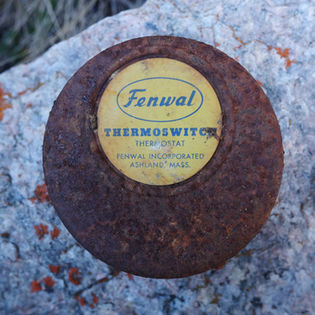 Fenwal
THERMOSWITCH
THERMOSTAT
FENWAL INCORPORATED
ASHLAND, MASS.